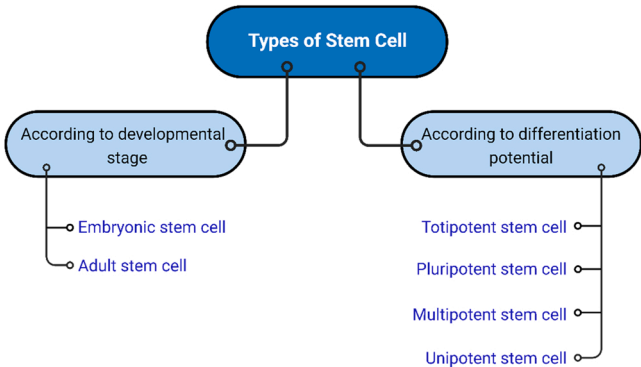 Types of Stem Cell
According to developmental
stage
Embryonic stem cell
Adult stem cell
According to differentiation
potential
Totipotent stem cell
Pluripotent stem cell
Multipotent stem cell
Unipotent stem cell